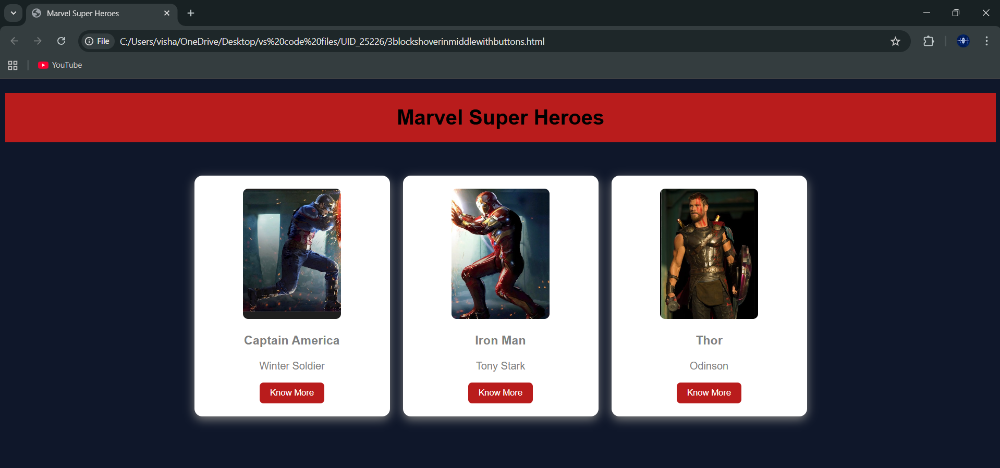 Marvel Super Heroes
File
C:/Users/visha/OneDrive/Desktop/vs%20code%20files/UID_25226/3blockshoverinmiddlewithbuttons.html
YouTube
Marvel Super Heroes
Captain America
Iron Man
Thor
Winter Soldier
Tony Stark
Odinson
Know More
Know More
Know More